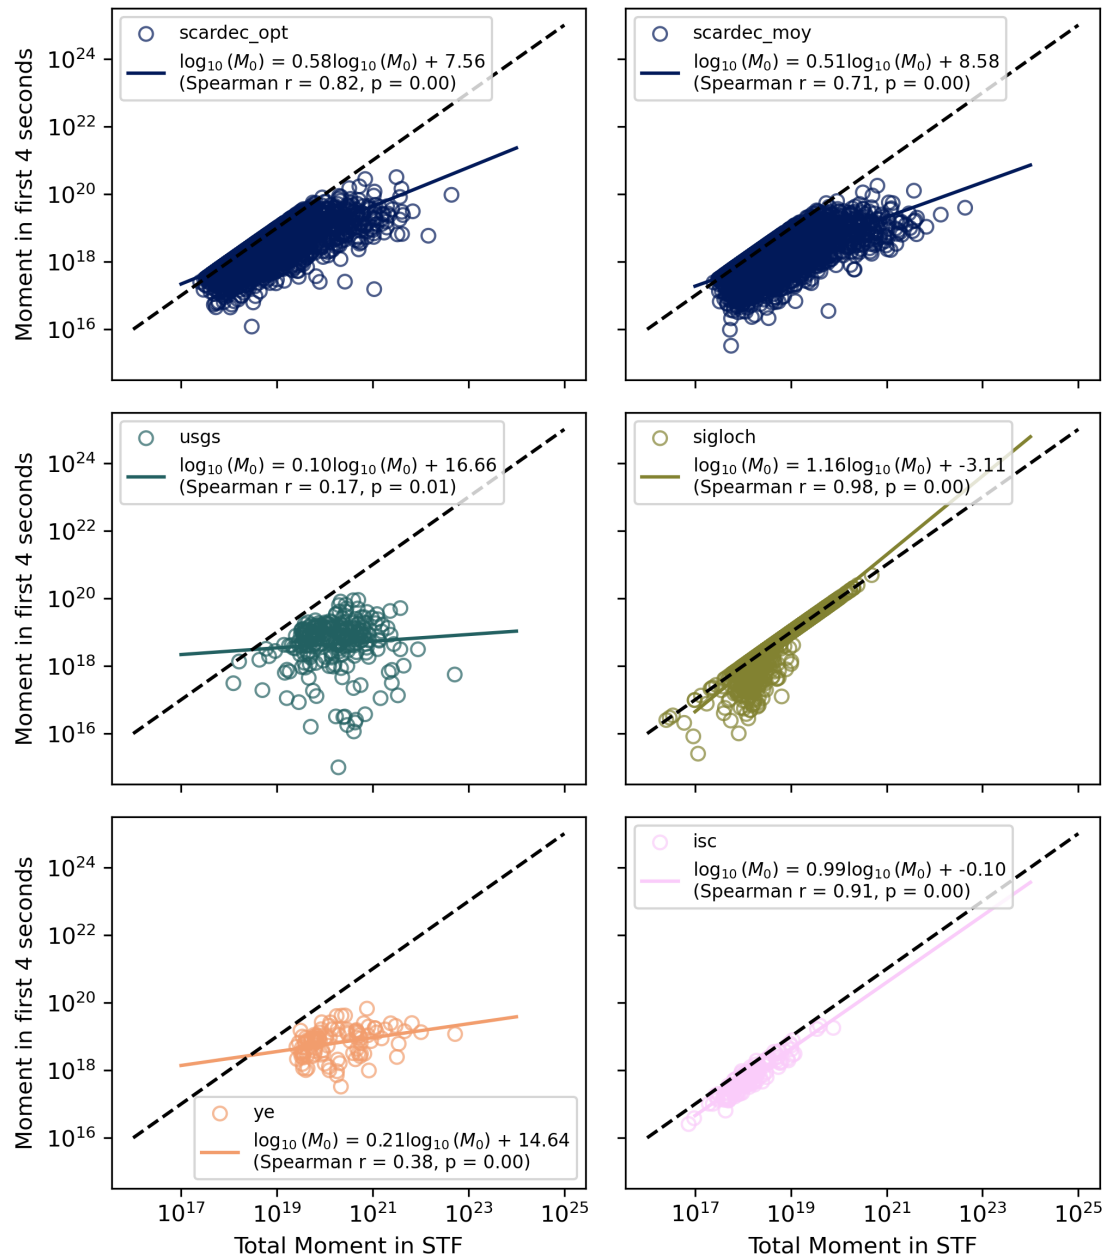 scardec_opt
log₁₀ (M₀) = 0.58log₁₀ (M₀) + 7.56
(Spearman r = 0.82, p = 0.00)
scardec_moy
log₁₀ (M₀) = 0.51log₁₀ (M₀) + 8.58
(Spearman r = 0.71, p = 0.00)
Moment in first 4 seconds
10²⁴
10²²
10²⁰
10¹⁸
10¹⁶
usgs
log₁₀ (M₀) = 0.10log₁₀ (M₀) + 16.66
(Spearman r = 0.17, p = 0.01)
sigloch
log₁₀ (M₀) = 1.16log₁₀ (M₀) + -3.11
(Spearman r = 0.98, p = 0.00)
Moment in first 4 seconds
10²⁴
10²²
10²⁰
10¹⁸
10¹⁶
isc
log₁₀ (M₀) = 0.99log₁₀ (M₀) + -0.10
(Spearman r = 0.91, p = 0.00)
Moment in first 4 seconds
10²⁴
10²²
10²⁰
10¹⁸
10¹⁶
ye
log₁₀ (M₀) = 0.21log₁₀ (M₀) + 14.64
(Spearman r = 0.38, p = 0.00)
10¹⁷ 10¹⁹ 10²¹ 10²³ 10²⁵
10¹⁷ 10¹⁹ 10²¹ 10²³ 10²⁵
Total Moment in STF
Total Moment in STF